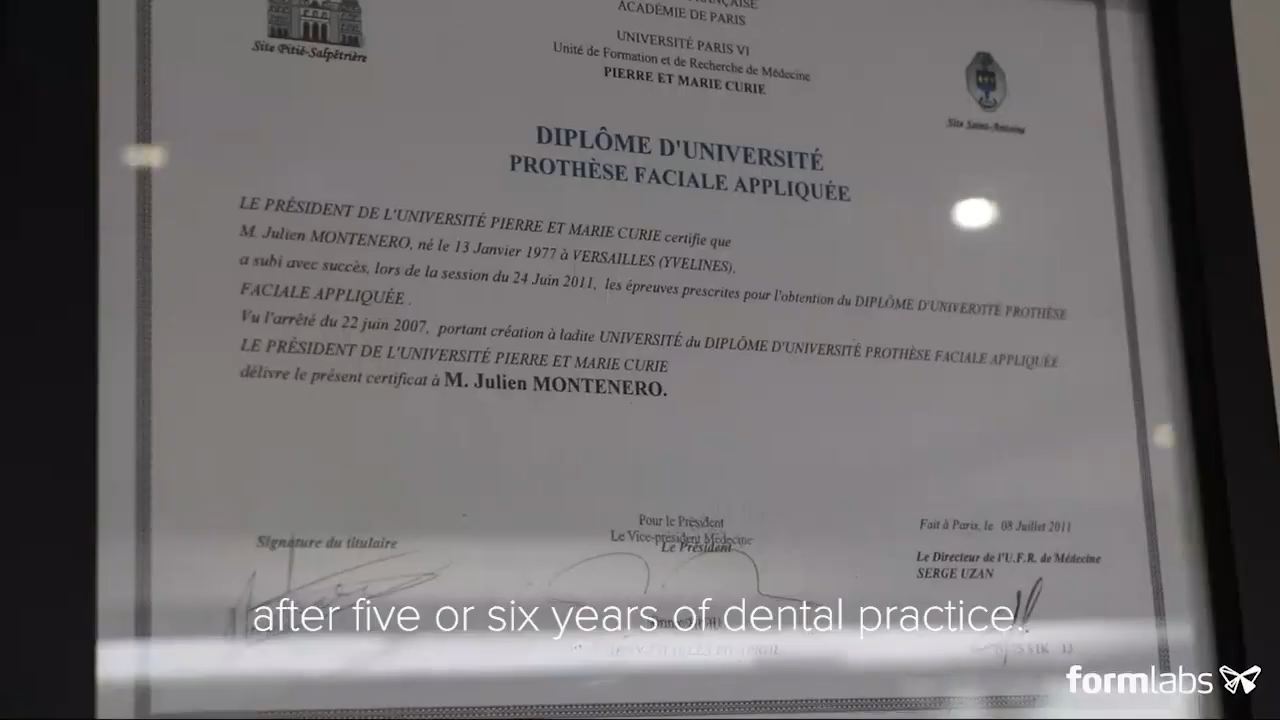 ACADÉMIE DE PARIS
UNIVERSITÉ PARIS VI
Unité de Formation et de Recherche de Médecine
PIERRE ET MARIE CURIE
Site Pitié-Salpêtrière
Site Saint-Antoine
DIPLÔME D'UNIVERSITÉ
PROTHÈSE FACIALE APPLIQUÉE
LE PRÉSIDENT DE L'UNIVERSITÉ PIERRE ET MARIE CURIE certifie que
M. Julien MONTENERO, né le 13 Janvier 1977 à VERSAILLES (YVELINES),
a subi avec succès, lors de la session du 24 Juin 2011, les épreuves prescrites pour l'obtention du DIPLÔME D'UNIVERSITÉ PROTHÈSE
FACIALE APPLIQUÉE .
Vu l'arrêté du 22 juin 2007, portant création à ladite UNIVERSITÉ du DIPLÔME D'UNIVERSITÉ PROTHÈSE FACIALE APPLIQUÉE
LE PRÉSIDENT DE L'UNIVERSITÉ PIERRE ET MARIE CURIE
délivre le présent certificat à M. Julien MONTENERO.
Signature du titulaire
Pour le Président
Le Vice-président Médecine
Le Président
Fait à Paris, le 08 Juillet 2011
Le Directeur de l'U.F.R. de Médecine
SERGE UZAN
after five or six years of dental practice.
formlabs